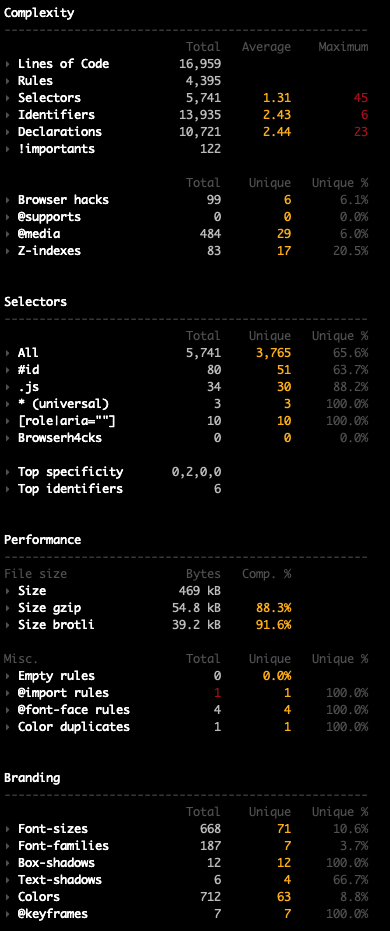 Complexity
Total Average Maximum
› Lines of Code 16,959
› Rules 4,395
› Selectors 5,741 1.31 45
› Identifiers 13,935 2.43 6
› Declarations 10,721 2.44 23
› !importants 122
Total Unique Unique %
› Browser hacks 99 6 6.1%
› @supports 0 0 0.0%
› @media 484 29 6.0%
› Z-indexes 83 17 20.5%
Selectors
Total Unique Unique %
› All 5,741 3,765 65.6%
› #id 80 51 63.7%
› .js 34 30 88.2%
› * (universal) 3 3 100.0%
› [role|aria=""] 10 10 100.0%
› Browserh4cks 0 0 0.0%
› Top specificity 0,2,0,0
› Top identifiers 6
Performance
File size Bytes Comp. %
› Size 469 kB
› Size gzip 54.8 kB 88.3%
› Size brotli 39.2 kB 91.6%
Misc. Total Unique Unique %
› Empty rules 0 0.0%
› @import rules 1 1 100.0%
› @font-face rules 4 4 100.0%
› Color duplicates 1 1 100.0%
Branding
Total Unique Unique %
› Font-sizes 668 71 10.6%
› Font-families 187 7 3.7%
› Box-shadows 12 12 100.0%
› Text-shadows 6 4 66.7%
› Colors 712 63 8.8%
› @keyframes 7 7 100.0%